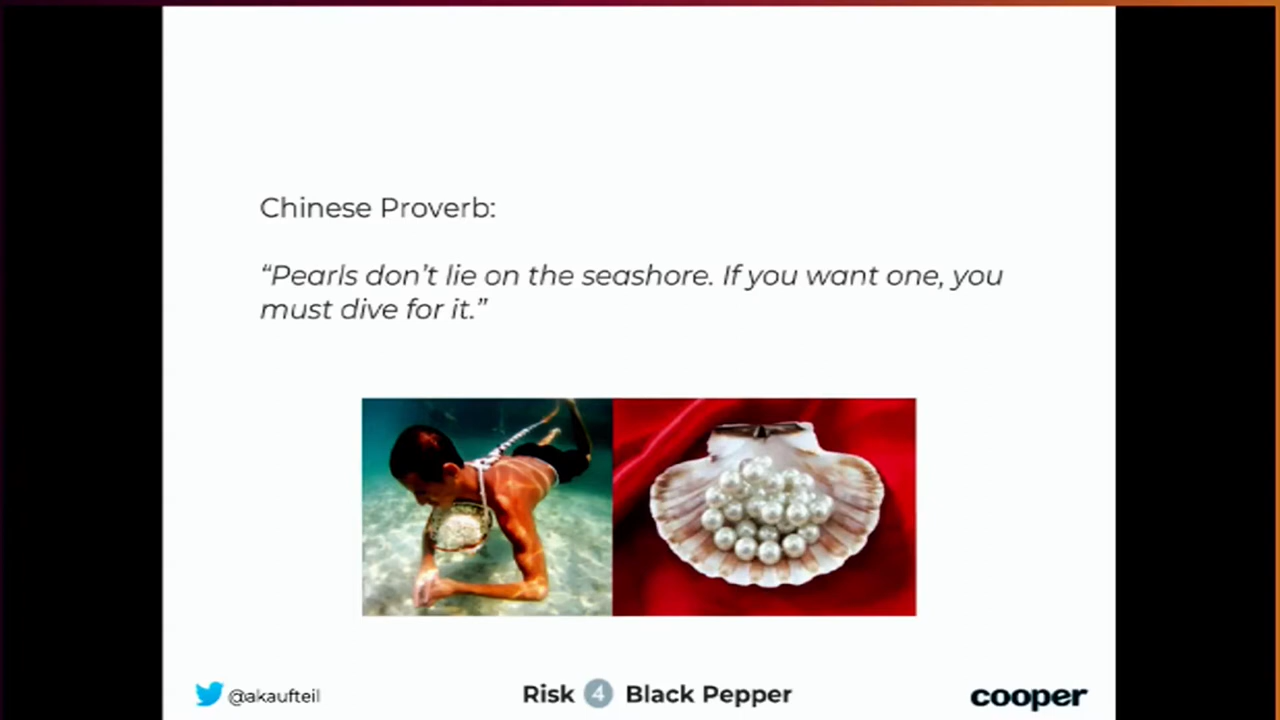 Chinese Proverb:
“Pearls don’t lie on the seashore. If you want one, you
must dive for it.”
@akaufteil
Risk 4 Black Pepper
cooper